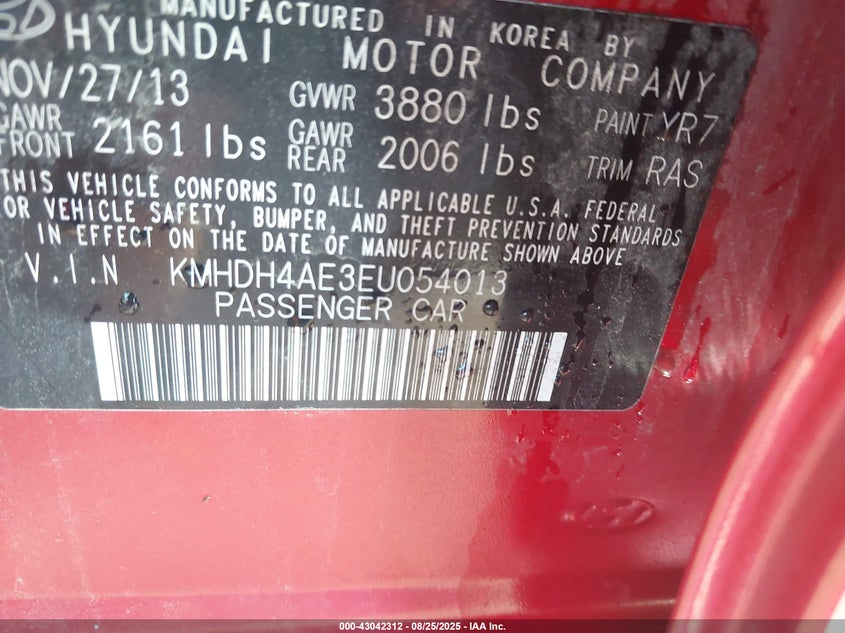 MANUFACTURED IN KOREA BY
HYUNDAI MOTOR COMPANY
NOV/27/13 GVWR 3880 lbs PAINT YR7
GAWR FRONT 2161 lbs GAWR REAR 2006 lbs TRIM RAS
THIS VEHICLE CONFORMS TO ALL APPLICABLE U.S.A. FEDERAL
OR VEHICLE SAFETY, BUMPER, AND THEFT PREVENTION STANDARDS
IN EFFECT ON THE DATE OF MANUFACTURE SHOWN ABOVE
V.I.N KMHDH4AE3EU054013
PASSENGER CAR
000-43042312 - 08/25/2025 - IAA Inc.